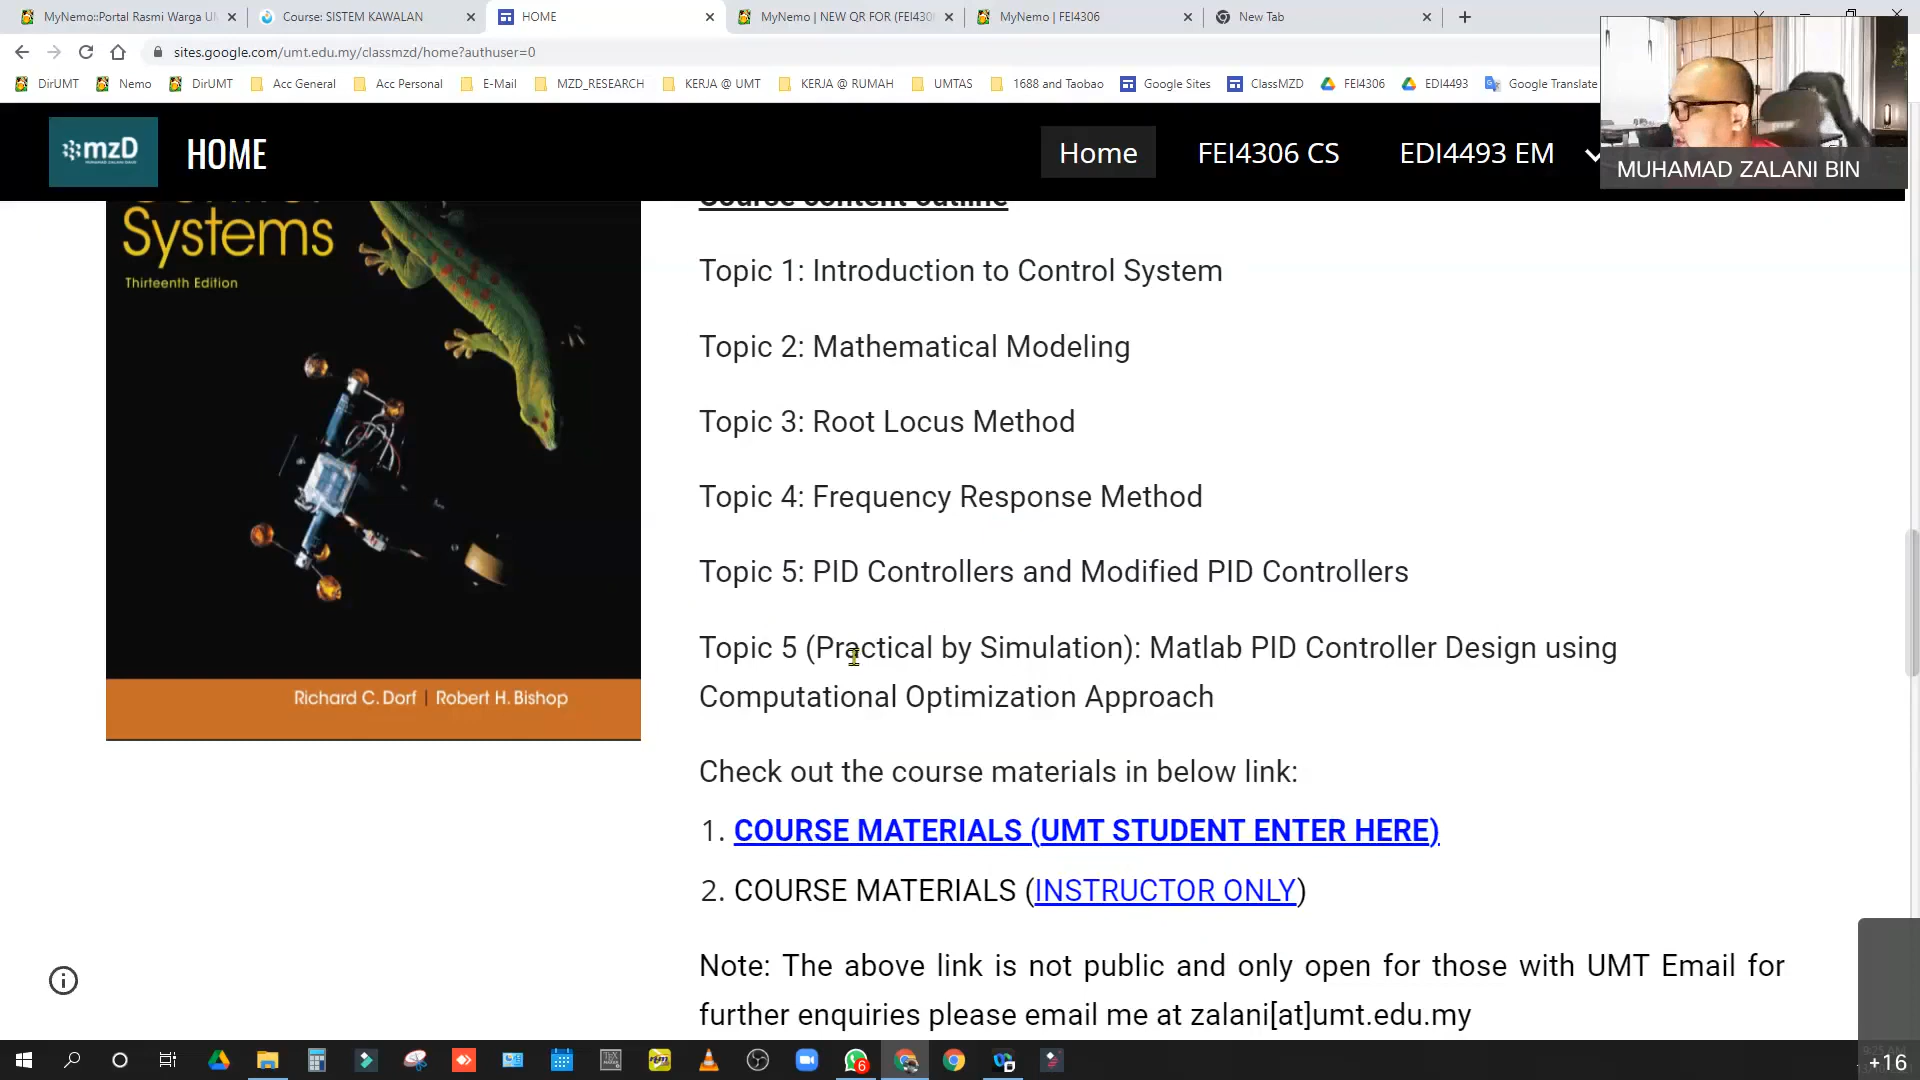 MyNemo::Portal Rasmi Warga UM
Course: SISTEM KAWALAN
HOME
MyNemo | NEW QR FOR (FEI430
MyNemo | FEI4306
New Tab
sites.google.com/umt.edu.my/classmzd/home?authuser=0
DirUMT
Nemo
DirUMT
Acc General
Acc Personal
E-Mail
MZD_RESEARCH
KERJA @ UMT
KERJA @ RUMAH
UMTAS
1688 and Taobao
Google Sites
ClassMZD
FEI4306
EDI4493
Google Translate
mzD
HOME
Home
FEI4306 CS
EDI4493 EM
MUHAMAD ZALANI BIN
Systems
Thirteenth Edition
Richard C. Dorf | Robert H. Bishop
Course content outline
Topic 1: Introduction to Control System
Topic 2: Mathematical Modeling
Topic 3: Root Locus Method
Topic 4: Frequency Response Method
Topic 5: PID Controllers and Modified PID Controllers
Topic 5 (Practical by Simulation): Matlab PID Controller Design using
Computational Optimization Approach
Check out the course materials in below link:
1. COURSE MATERIALS (UMT STUDENT ENTER HERE)
2. COURSE MATERIALS (INSTRUCTOR ONLY)
Note: The above link is not public and only open for those with UMT Email for
further enquiries please email me at zalani[at]umt.edu.my
6
+16